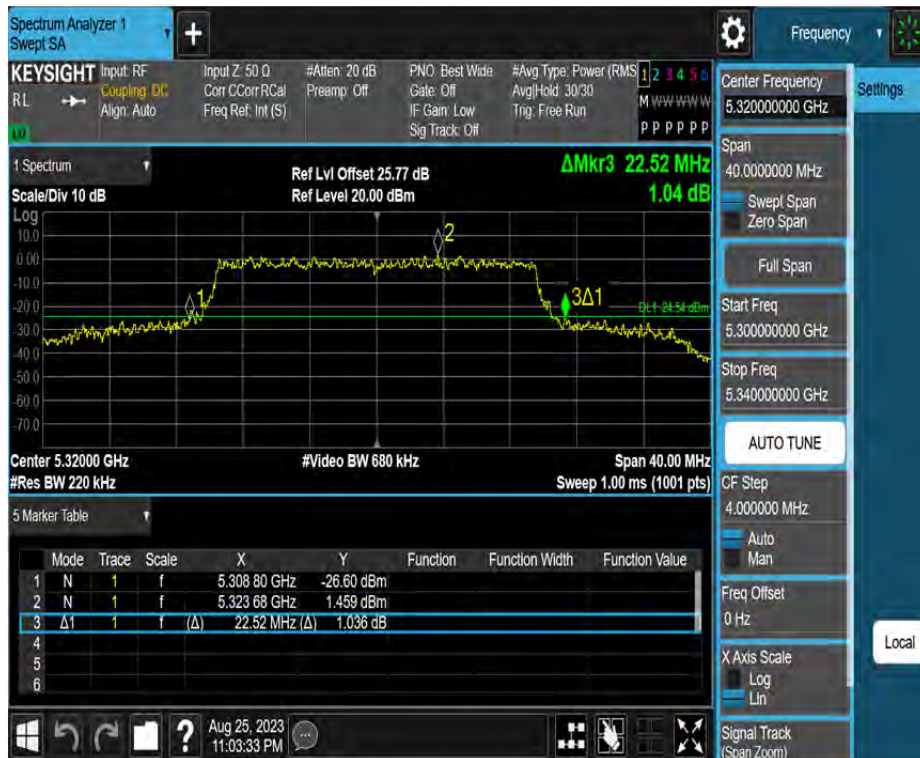 Spectrum Analyzer 1
Swept SA
+
Frequency
KEYSIGHT
RL
Input: RF
Coupling: DC
Align: Auto
Input Z: 50 Ω
Corr CCorr RCal
Freq Ref: Int (S)
#Atten: 20 dB
Preamp: Off
PNO: Best Wide
Gate: Off
IF Gain: Low
Sig Track: Off
#Avg Type: Power (RMS
Avg|Hold: 30/30
Trig: Free Run
1 2 3 4 5 6
M W W W W W
P P P P P P
1 Spectrum
Scale/Div 10 dB
Ref Lvl Offset 25.77 dB
Ref Level 20.00 dBm
ΔMkr3 22.52 MHz
1.04 dB
Log
10.0
0.00
-10.0
-20.0
-30.0
-40.0
-50.0
-60.0
-70.0
1
2
3Δ1
DL1 -24.54 dBm
Center 5.32000 GHz
#Video BW 680 kHz
Span 40.00 MHz
#Res BW 220 kHz
Sweep 1.00 ms (1001 pts)
5 Marker Table
Mode Trace Scale X Y Function Function Width Function Value
1 N 1 f 5.308 80 GHz -26.60 dBm
2 N 1 f 5.323 68 GHz 1.459 dBm
3 Δ1 1 f (Δ) 22.52 MHz (Δ) 1.036 dB
4
5
6
?
Aug 25, 2023
11:03:33 PM
Center Frequency
5.320000000 GHz
Settings
Span
40.0000000 MHz
Swept Span
Zero Span
Full Span
Start Freq
5.300000000 GHz
Stop Freq
5.340000000 GHz
AUTO TUNE
CF Step
4.000000 MHz
Auto
Man
Freq Offset
0 Hz
Local
X Axis Scale
Log
Lin
Signal Track
(Span Zoom)